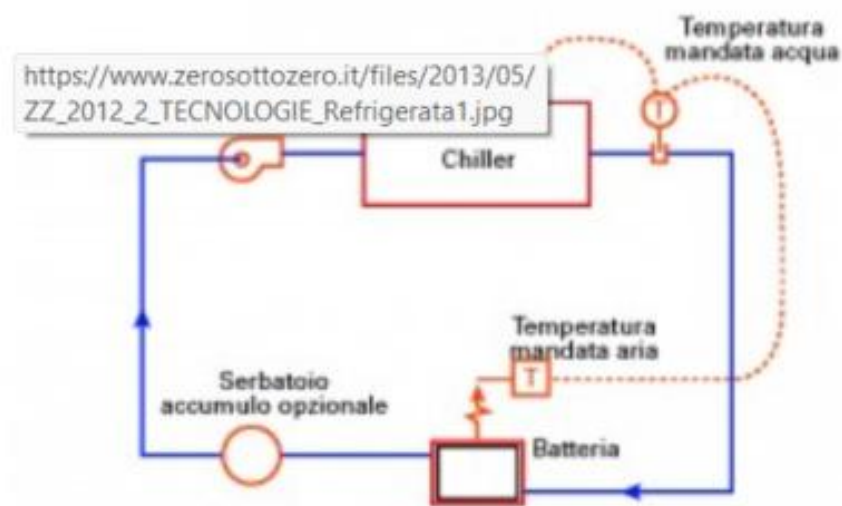 Temperatura
mandata acqua
https://www.zerosottozero.it/files/2013/05/
ZZ_2012_2_TECNOLOGIE_Refrigerata1.jpg
T
Chiller
Temperatura
mandata aria
T
Serbatoio
accumulo opzionale
Batteria